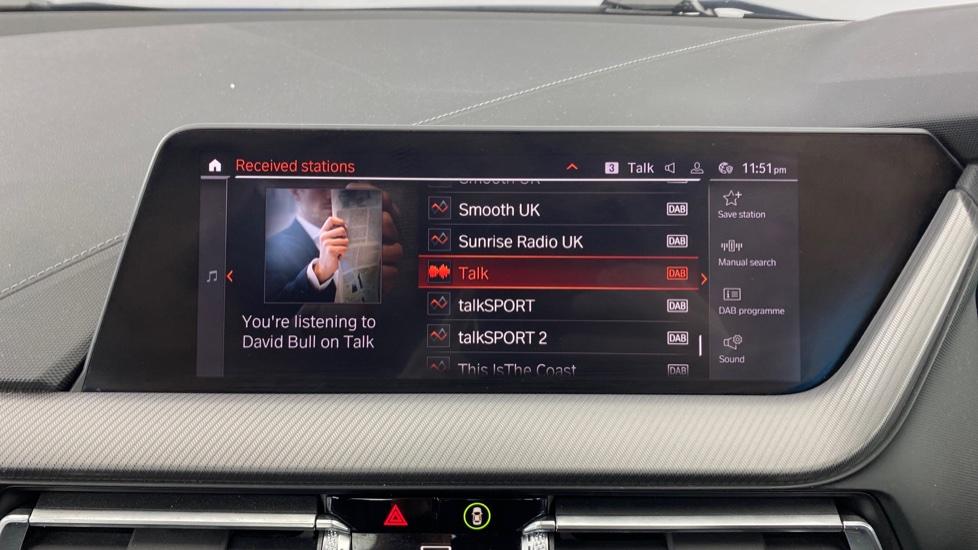 Received stations
3 Talk
11:51pm
Smooth UK
Smooth UK DAB
Sunrise Radio UK DAB
Talk DAB
talkSPORT DAB
talkSPORT 2 DAB
This IsThe Coast DAB
You're listening to
David Bull on Talk
Save station
Manual search
DAB programme
Sound